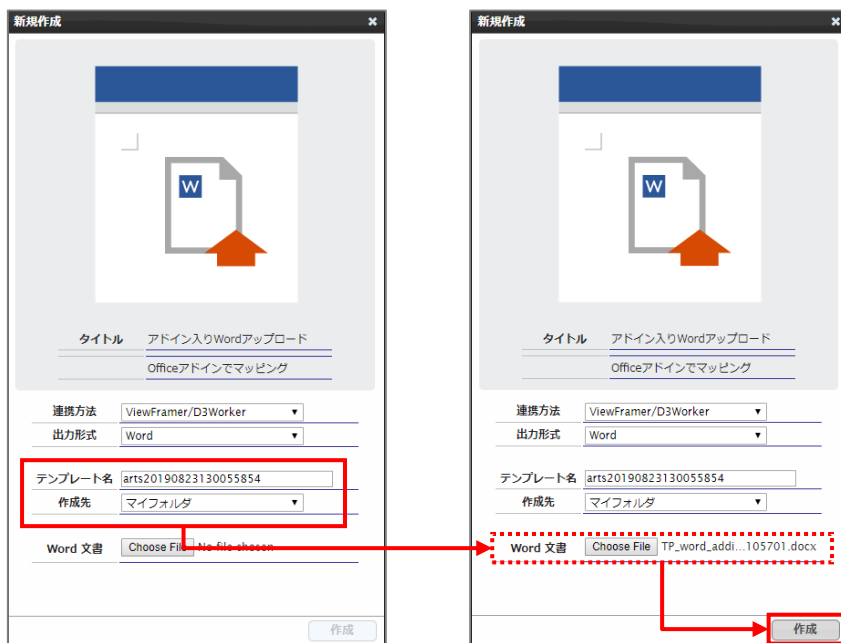 新規作成 ×
W
タイトル アドイン入りWordアップロード
Officeアドインでマッピング
連携方法 ViewFramer/D3Worker
出力形式 Word
テンプレート名 arts20190823130055854
作成先 マイフォルダ
Word 文書 Choose File No file chosen
作成
新規作成 ×
W
タイトル アドイン入りWordアップロード
Officeアドインでマッピング
連携方法 ViewFramer/D3Worker
出力形式 Word
テンプレート名 arts20190823130055854
作成先 マイフォルダ
Word 文書 Choose File TP_word_addi...105701.docx
作成